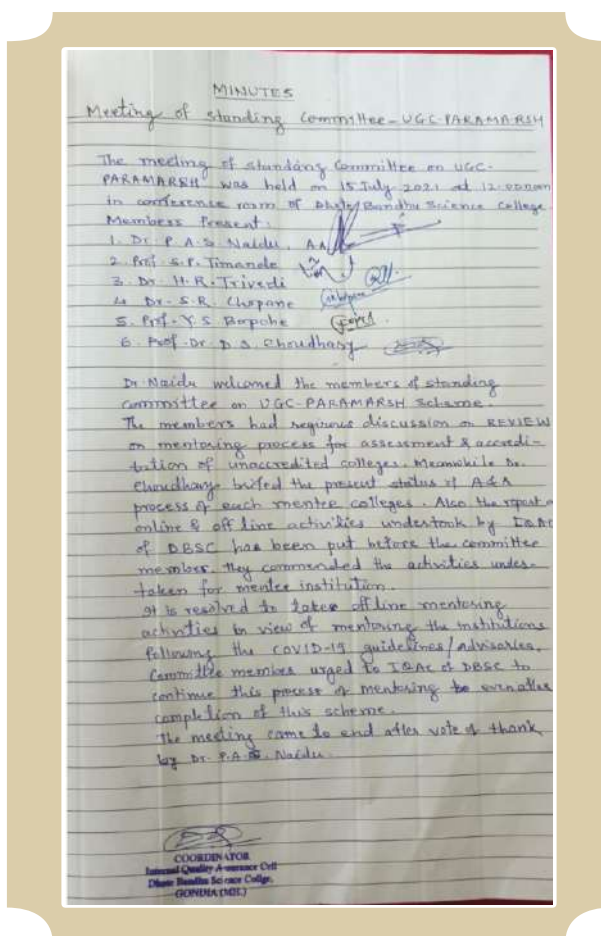 MINUTES
Meeting of Standing Committee - UGC-PARAMARSH
The meeting of standing Committee on UGC-
PARAMARSH was held on 15 July 2021 at 12.00noon
in conference room of Dhote Bandhu Science College.
Members Present:
1. Dr. P. A. S. Naidu,
2. Prof. S. P. Timande
3. Dr. H. R. Trivedi
4. Dr. S. R. Chopane
5. Prof. Y. S. Bopche
6. Prof. Dr. D. S. Choudhary
Dr Naidu welcomed the members of standing
committee on UGC-PARAMARSH Scheme.
The members had regirous discussion on REVIEW
on mentoring process for assessment & accredi-
tation of unaccredited colleges. Meanwhile Dr.
Choudhary briefed the present status of A&A
process of each mentee colleges. Also the report o
online & off line activities undertook by IQAC
of DBSC has been put before the committee
member. they commended the activities under-
taken for mentee institution.
It is resolved to take off line mentoring
activities in view of mentoring the institutions
following the COVID-19 guidelines/advisories.
Committee member urged to IQAC of DBSC to
continue this process of mentoring be even after
completion of this scheme.
The meeting came to end after vote of thank
by Dr. P.A.S. Naidu.
COORDINATOR
Internal Quality Assurance Cell
Dhote Bandhu Science College,
GONDIA (MH.)